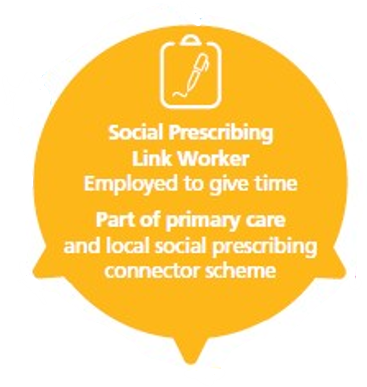 Social Prescribing
Link Worker
Employed to give time
Part of primary care
and local social prescribing
connector scheme